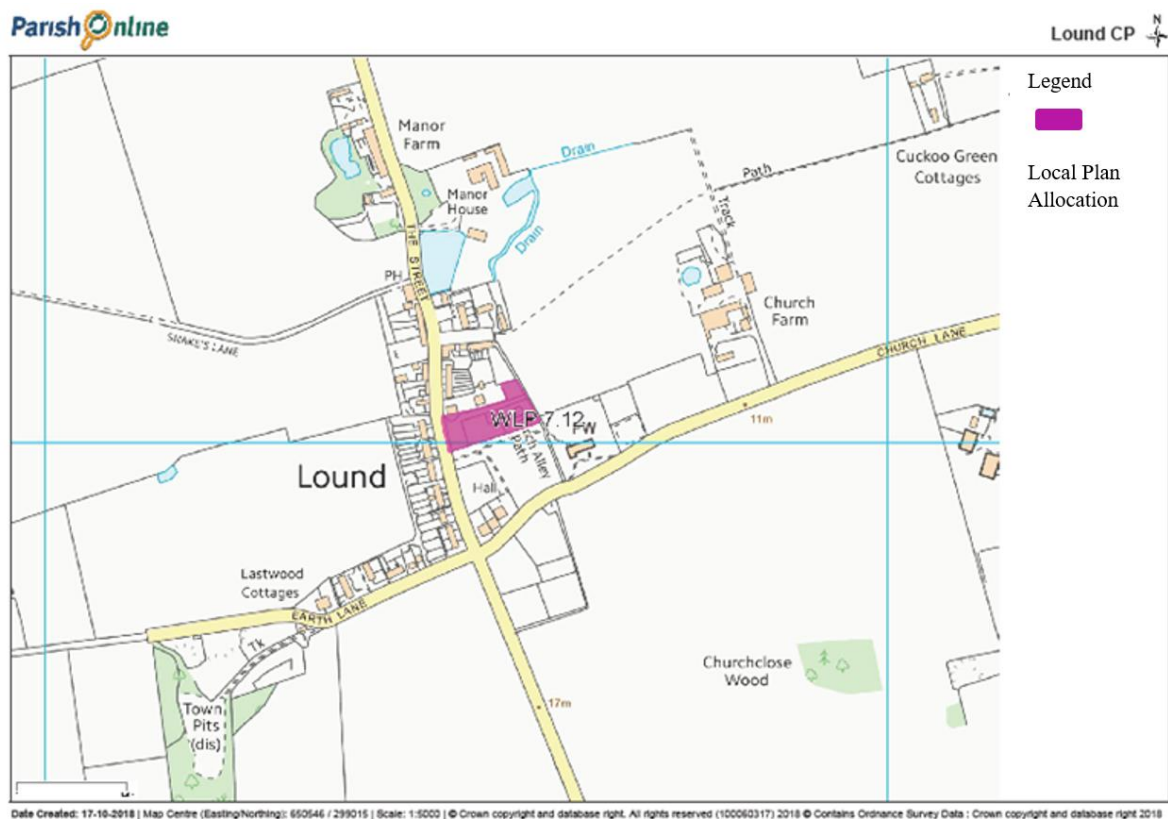 Parish Online
Lound CP
N
Legend
Local Plan
Allocation
Manor
Farm
Drain
Cuckoo Green
Cottages
Path
Manor
House
Track
THE STREET
Drain
PH
Church
Farm
SNAKE'S LANE
CHURCH LANE
WLP 7.12
PW
11m
Path
Alley
Lound
Hall
Lastwood
Cottages
EARTH LANE
Tk
Churchclose
Wood
Town
Pits
(dis)
17m
Date Created: 17-10-2018 | Map Centre (Easting/Northing): 650546 / 299015 | Scale: 1:5000 | © Crown copyright and database right. All rights reserved (100060317) 2018 © Contains Ordnance Survey Data : Crown copyright and database right 2018